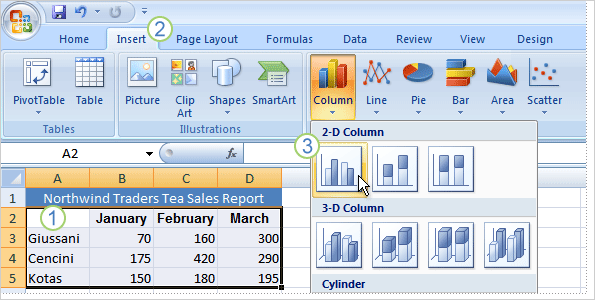 2
Home Insert Page Layout Formulas Data Review View Design
PivotTable Table Picture Clip Art Shapes SmartArt Column Line Pie Bar Area Scatter
Tables Illustrations
2-D Column
3
A2 fx
A B C D
1 Northwind Traders Tea Sales Report
1
2 January February March
3 Giussani 70 160 300
4 Cencini 175 420 290
5 Kotas 150 180 195
3-D Column
Cylinder